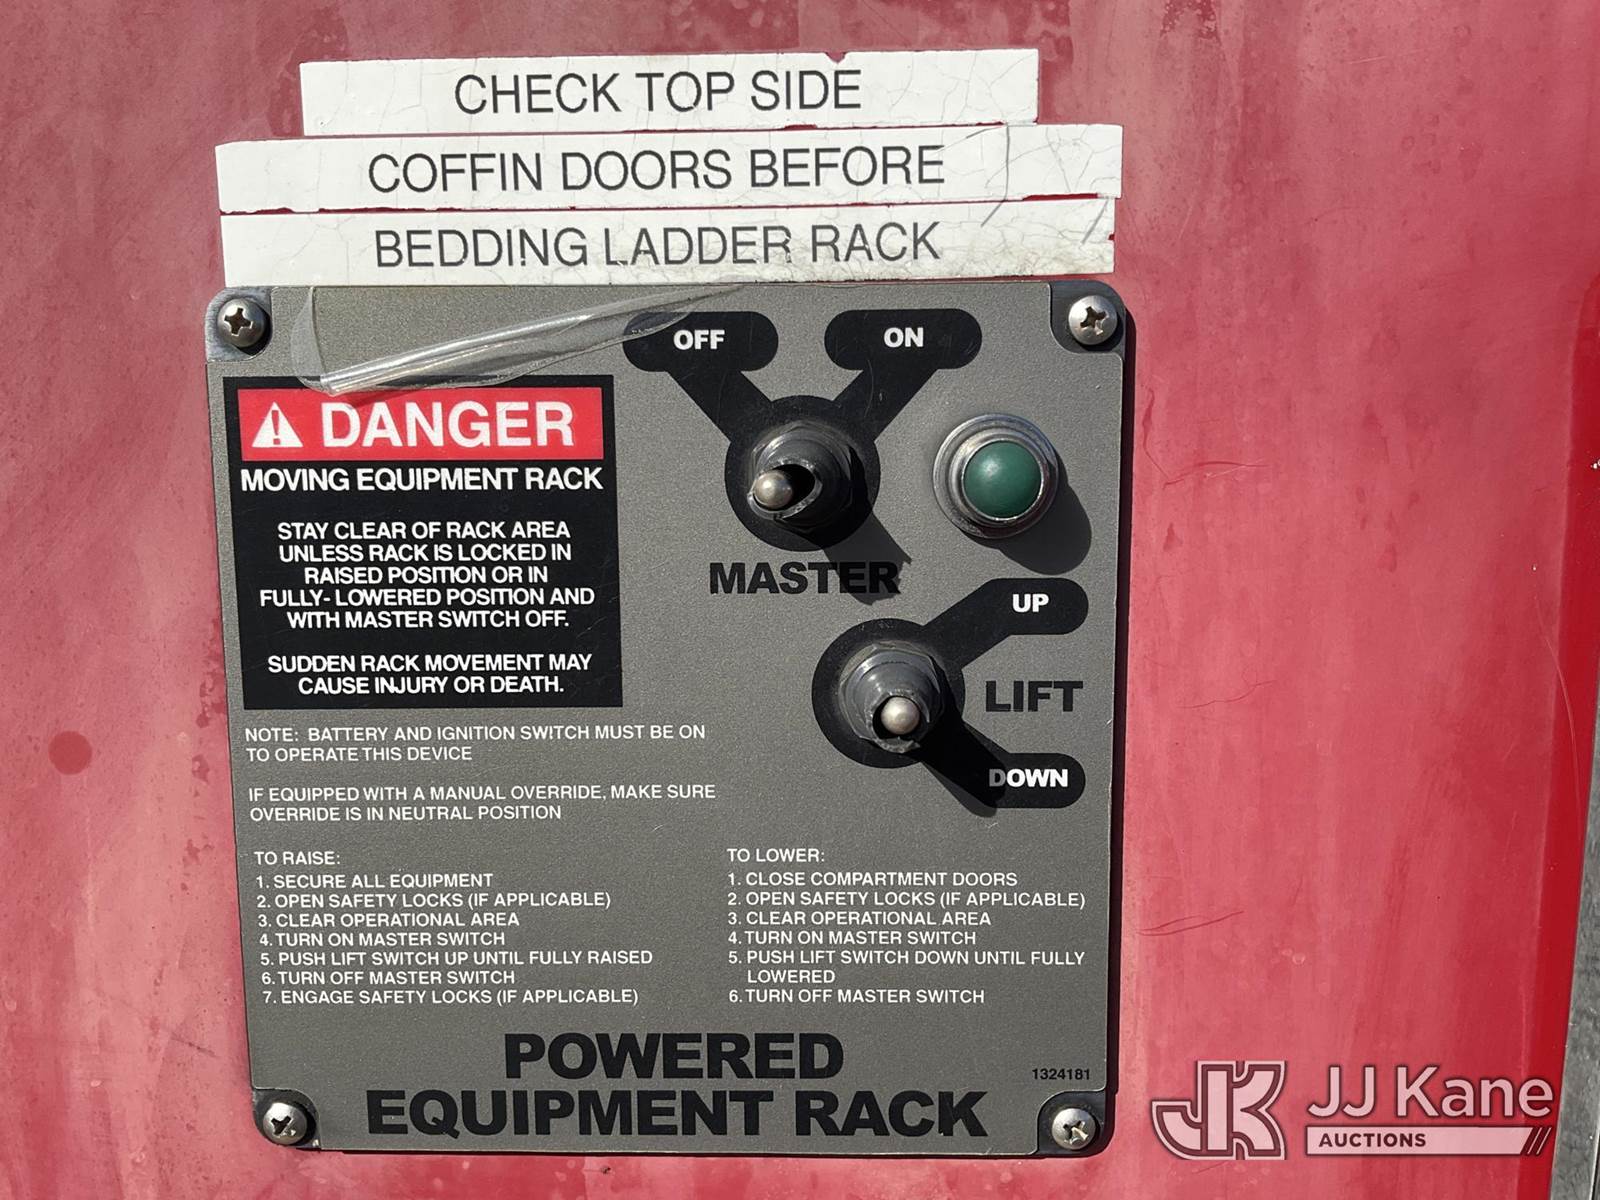 CHECK TOP SIDE
COFFIN DOORS BEFORE
BEDDING LADDER RACK
OFF
ON
DANGER
MOVING EQUIPMENT RACK
STAY CLEAR OF RACK AREA
UNLESS RACK IS LOCKED IN
RAISED POSITION OR IN
FULLY- LOWERED POSITION AND
WITH MASTER SWITCH OFF.
SUDDEN RACK MOVEMENT MAY
CAUSE INJURY OR DEATH.
MASTER
UP
LIFT
DOWN
NOTE: BATTERY AND IGNITION SWITCH MUST BE ON
TO OPERATE THIS DEVICE
IF EQUIPPED WITH A MANUAL OVERRIDE, MAKE SURE
OVERRIDE IS IN NEUTRAL POSITION
TO RAISE:
1. SECURE ALL EQUIPMENT
2. OPEN SAFETY LOCKS (IF APPLICABLE)
3. CLEAR OPERATIONAL AREA
4. TURN ON MASTER SWITCH
5. PUSH LIFT SWITCH UP UNTIL FULLY RAISED
6. TURN OFF MASTER SWITCH
7. ENGAGE SAFETY LOCKS (IF APPLICABLE)
TO LOWER:
1. CLOSE COMPARTMENT DOORS
2. OPEN SAFETY LOCKS (IF APPLICABLE)
3. CLEAR OPERATIONAL AREA
4. TURN ON MASTER SWITCH
5. PUSH LIFT SWITCH DOWN UNTIL FULLY
LOWERED
6. TURN OFF MASTER SWITCH
POWERED
EQUIPMENT RACK
1324181
JK JJ Kane
AUCTIONS